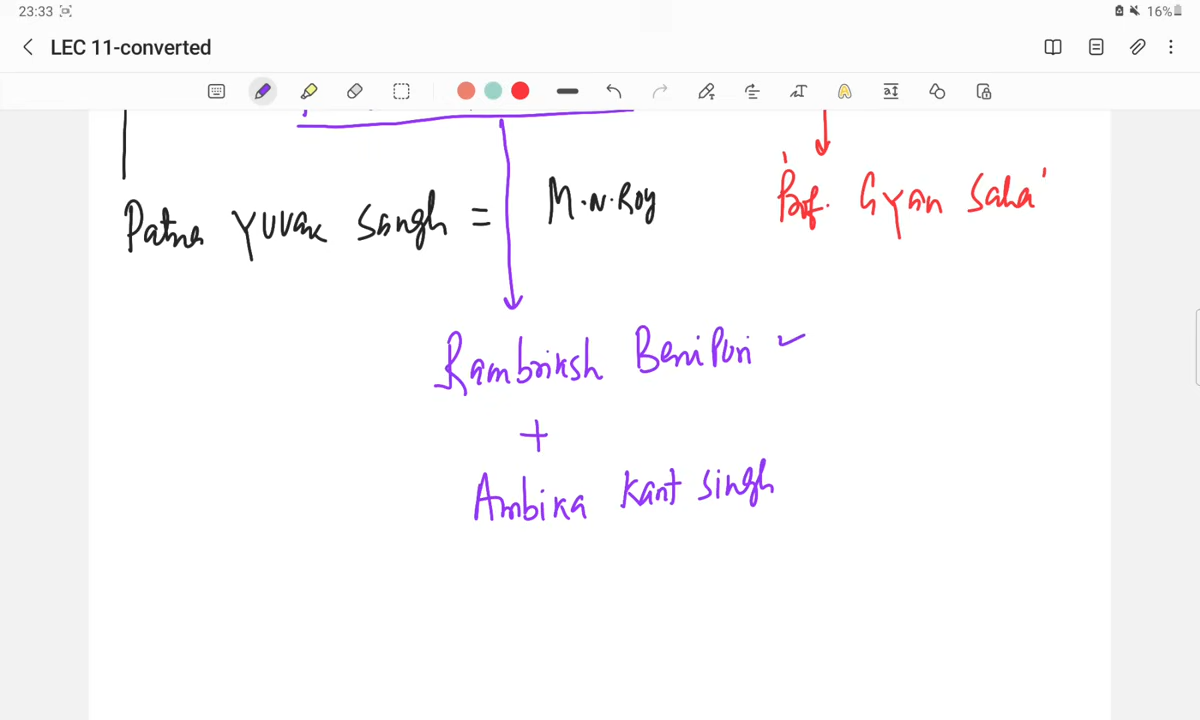 23:33 16%
LEC 11-converted
Patna Yuvak Sangh = M.N.Roy
Prof. Gyan Saha
Rambriksh Benipuri
+
Ambika Kant Singh